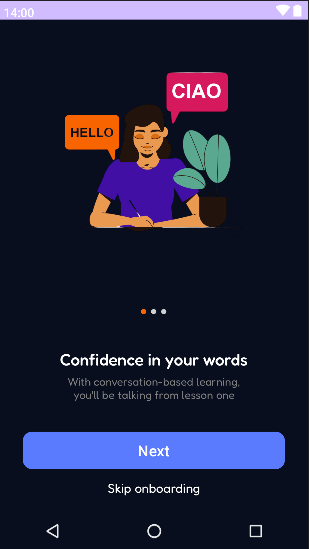 14:00
CIAO
HELLO
Confidence in your words
With conversation-based learning,
you'll be talking from lesson one
Next
Skip onboarding